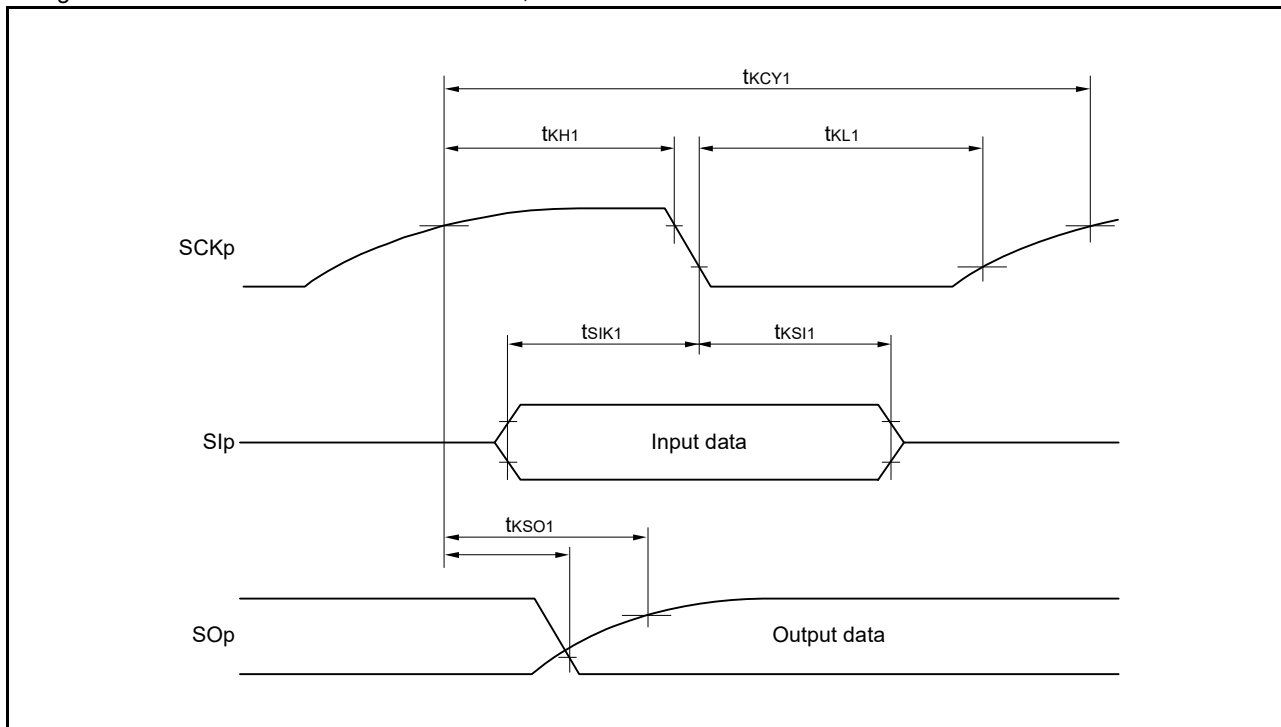 tKCY1
tKH1
tKL1
SCKp
tSIK1
tKSI1
SIp
Input data
tKSO1
SOp
Output data